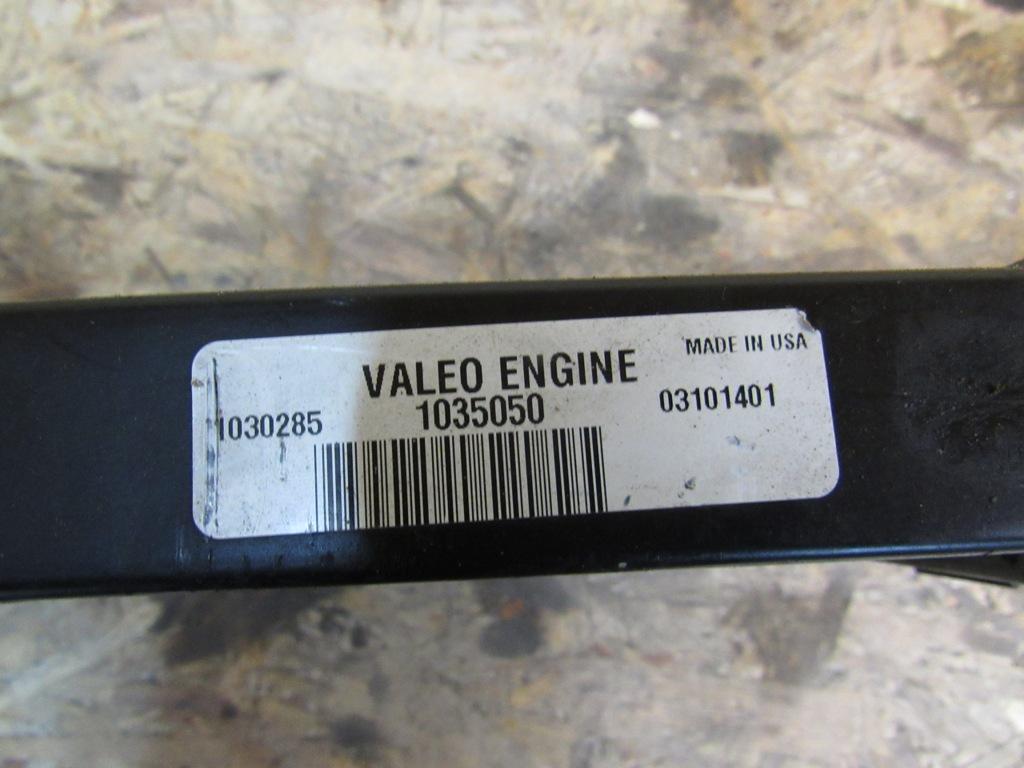 MADE IN USA
VALEO ENGINE
1030285 1035050 03101401